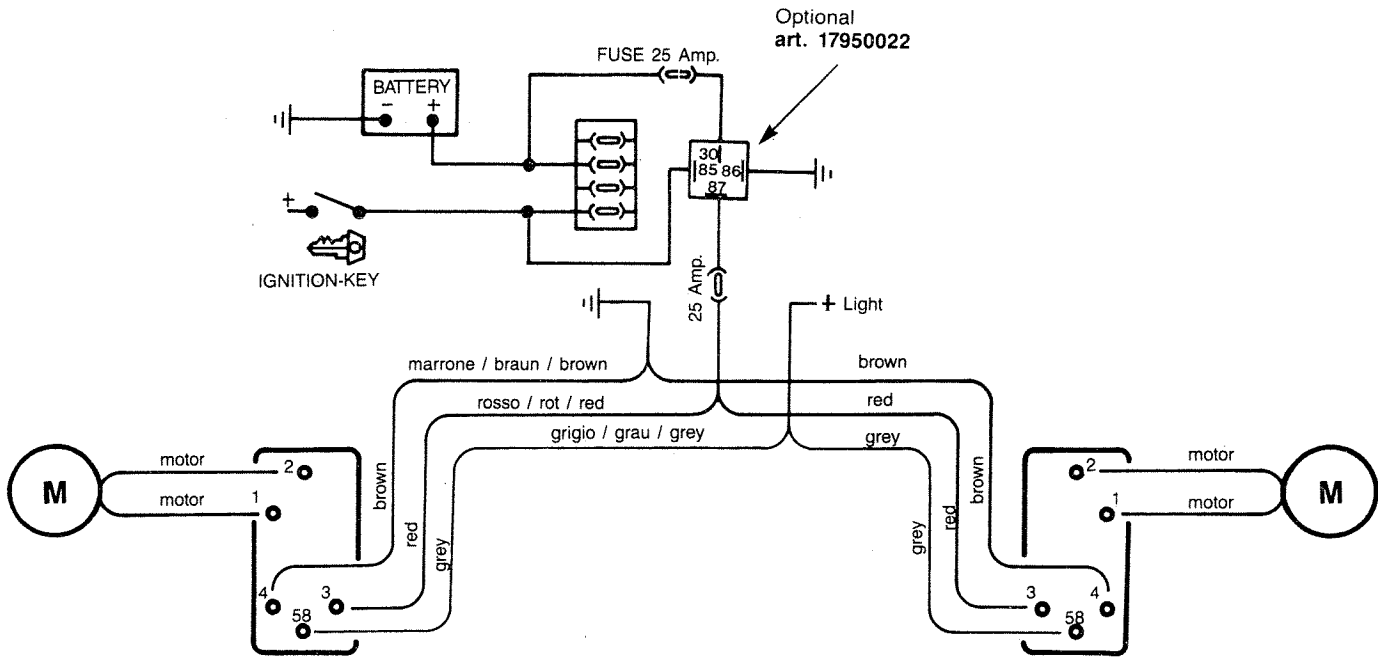 Optional
art. 17950022
FUSE 25 Amp.
BATTERY
− +
30
85 86
87
+
IGNITION-KEY
25 Amp.
+ Light
marrone / braun / brown
brown
rosso / rot / red
red
grigio / grau / grey
grey
M
motor
motor
2
1
4
3
58
brown
red
grey
grey
red
brown
2
1
3
4
58
motor
motor
M